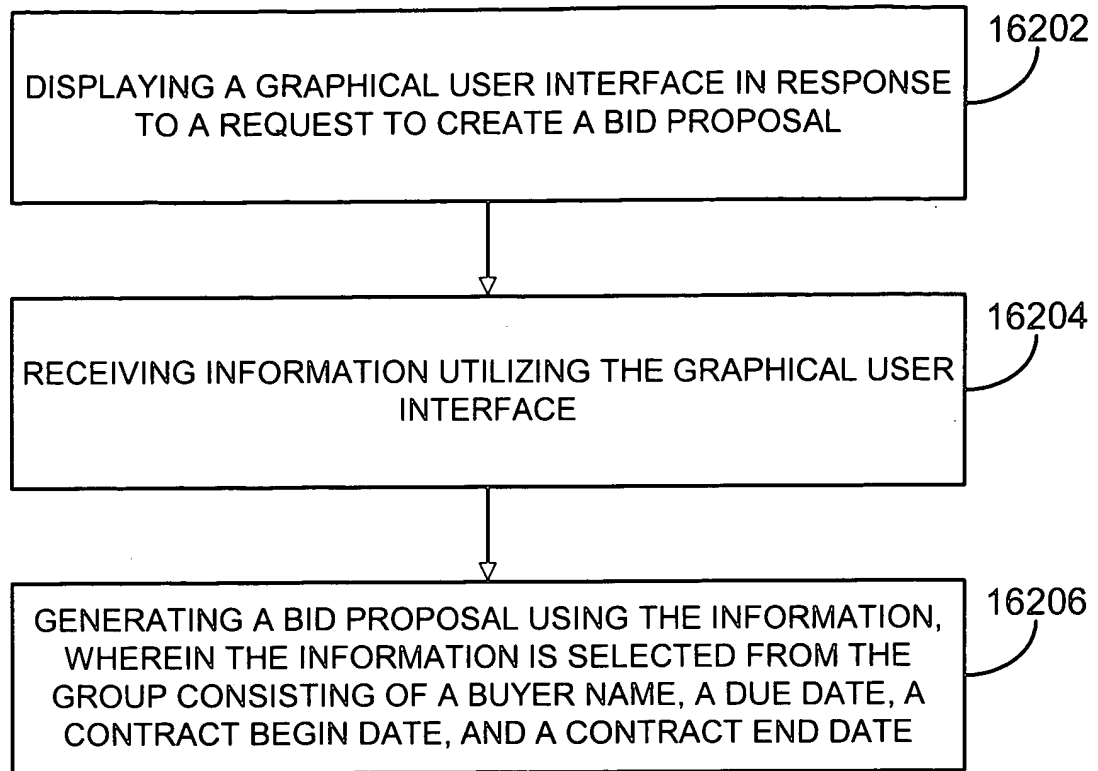 16202
DISPLAYING A GRAPHICAL USER INTERFACE IN RESPONSE
TO A REQUEST TO CREATE A BID PROPOSAL
16204
RECEIVING INFORMATION UTILIZING THE GRAPHICAL USER
INTERFACE
16206
GENERATING A BID PROPOSAL USING THE INFORMATION,
WHEREIN THE INFORMATION IS SELECTED FROM THE
GROUP CONSISTING OF A BUYER NAME, A DUE DATE, A
CONTRACT BEGIN DATE, AND A CONTRACT END DATE